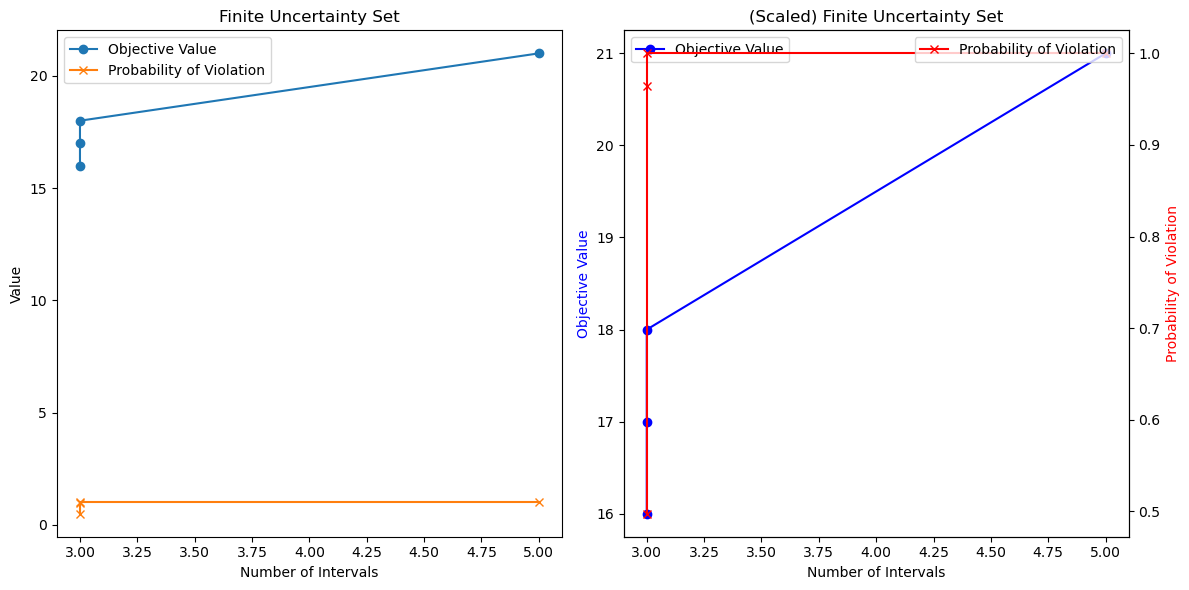 Finite Uncertainty Set
Objective Value
Probability of Violation
20
15
10
5
0
Value
3.00 3.25 3.50 3.75 4.00 4.25 4.50 4.75 5.00
Number of Intervals
(Scaled) Finite Uncertainty Set
Objective Value
Probability of Violation
21
20
19
18
17
16
Objective Value
1.0
0.9
0.8
0.7
0.6
0.5
Probability of Violation
3.00 3.25 3.50 3.75 4.00 4.25 4.50 4.75 5.00
Number of Intervals